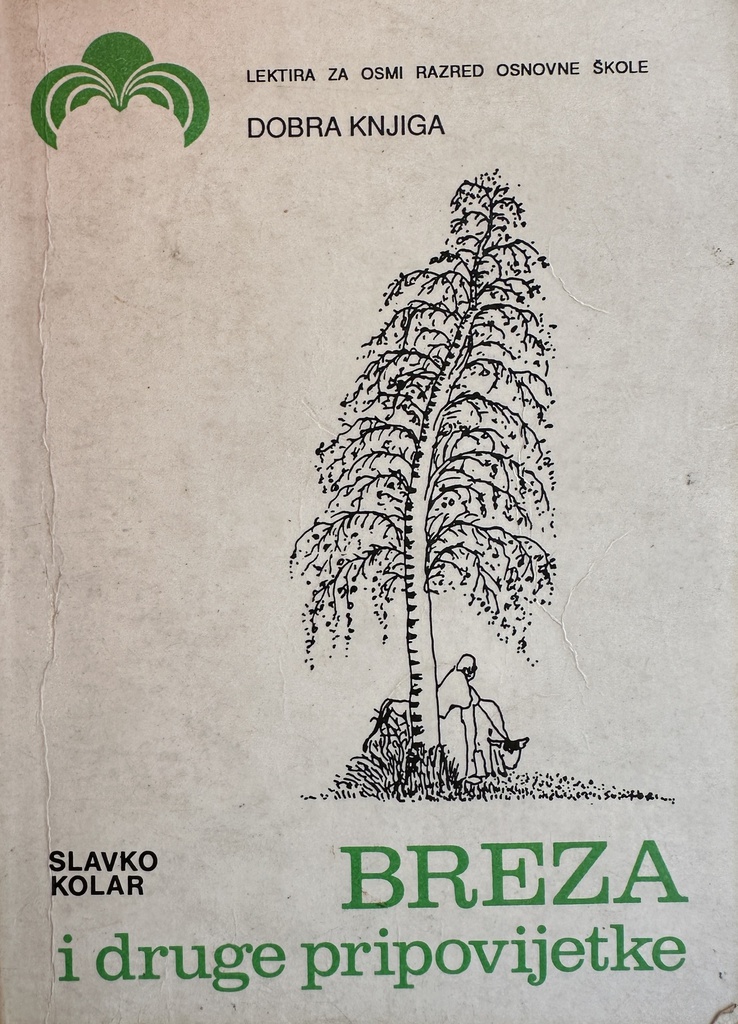 LEKTIRA ZA OSMI RAZRED OSNOVNE ŠKOLE
DOBRA KNJIGA
SLAVKO
KOLAR
BREZA
i druge pripovijetke